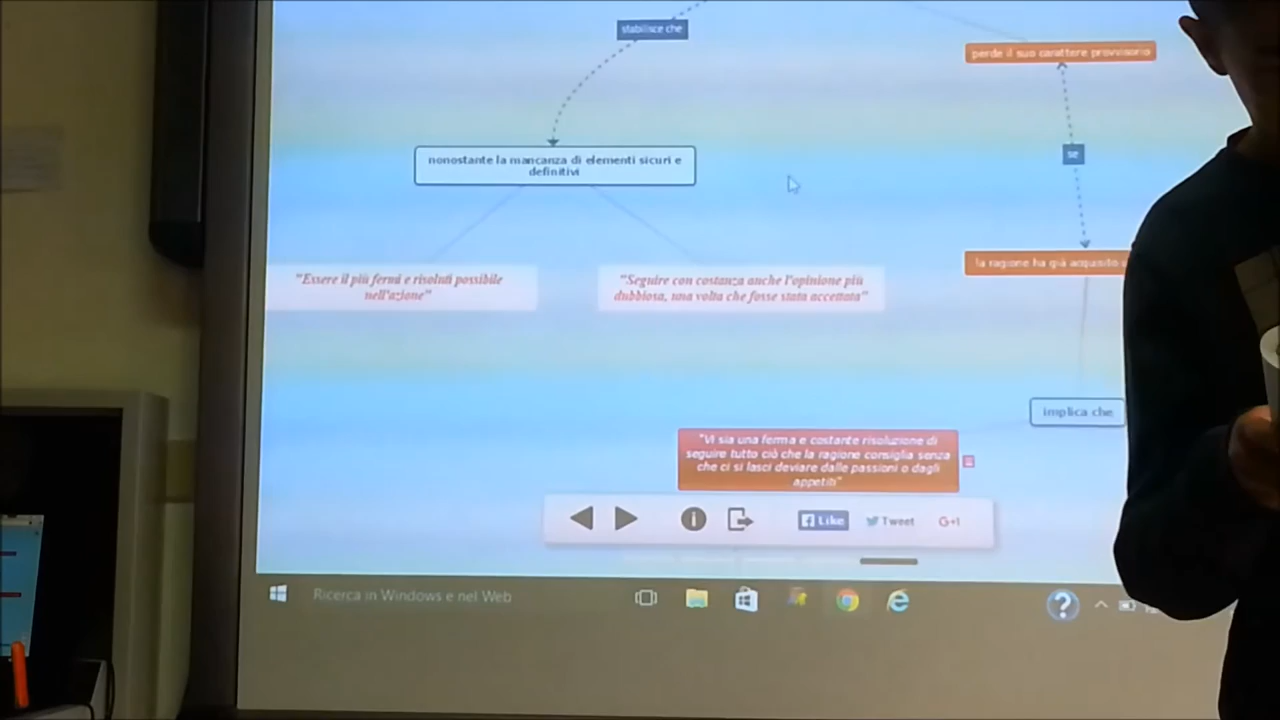 stabilisce che
perde il suo carattere provvisorio
nonostante la mancanza di elementi sicuri e
definitivi
se
la ragione ha già acquisito
"Essere il più fermi e risoluti possibile
nell'azione"
"Seguire con costanza anche l'opinione più
dubbiosa, una volta che fosse stata accettata"
implica che
"Vi sia una ferma e costante risoluzione di
seguire tutto ciò che la ragione consiglia senza
che ci si lasci deviare dalle passioni o dagli
appetiti"
Like
Tweet
G+1
Ricerca in Windows e nel Web